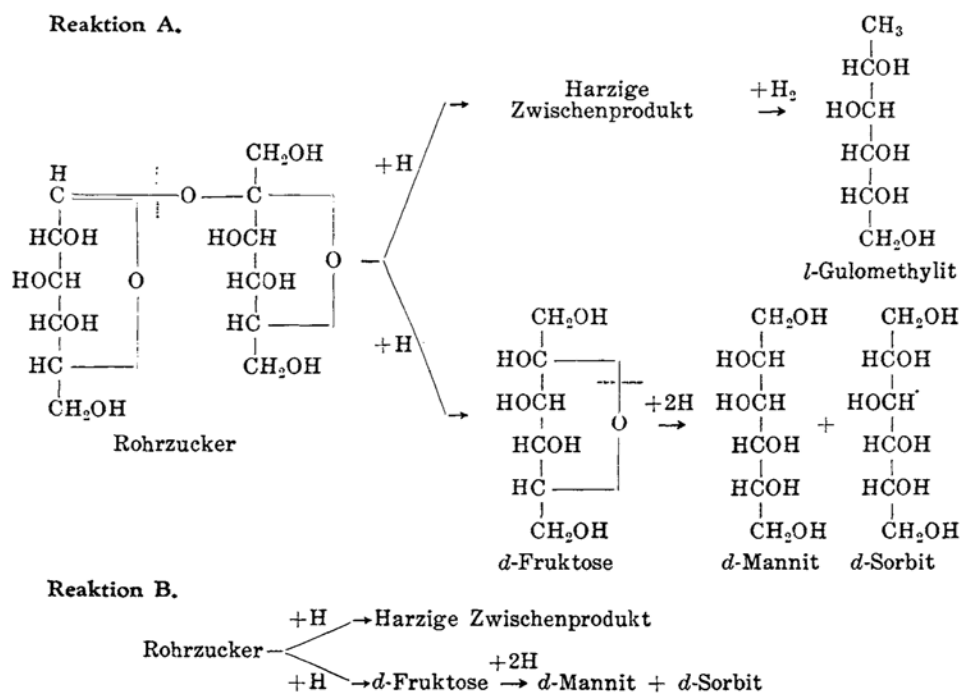 Reaktion A.
CH₃
HCOH
Harzige
Zwischenprodukt
+H₂
→
HOCH
HCOH
HCOH
CH₂OH
l-Gulomethylit
+H
H
C
O
CH₂OH
C
HCOH
HOCH
HOCH
O
HCOH
O
HCOH
HC
HC
CH₂OH
CH₂OH
Rohrzucker
+H
CH₂OH
HOC
HOCH
O
HCOH
HC
CH₂OH
d-Fruktose
+2H
→
CH₂OH
HOCH
HOCH
HCOH
HCOH
CH₂OH
d-Mannit
+
CH₂OH
HCOH
HOCH
HCOH
HCOH
CH₂OH
d-Sorbit
Reaktion B.
+H → Harzige Zwischenprodukt
Rohrzucker
+H → d-Fruktose +2H → d-Mannit + d-Sorbit